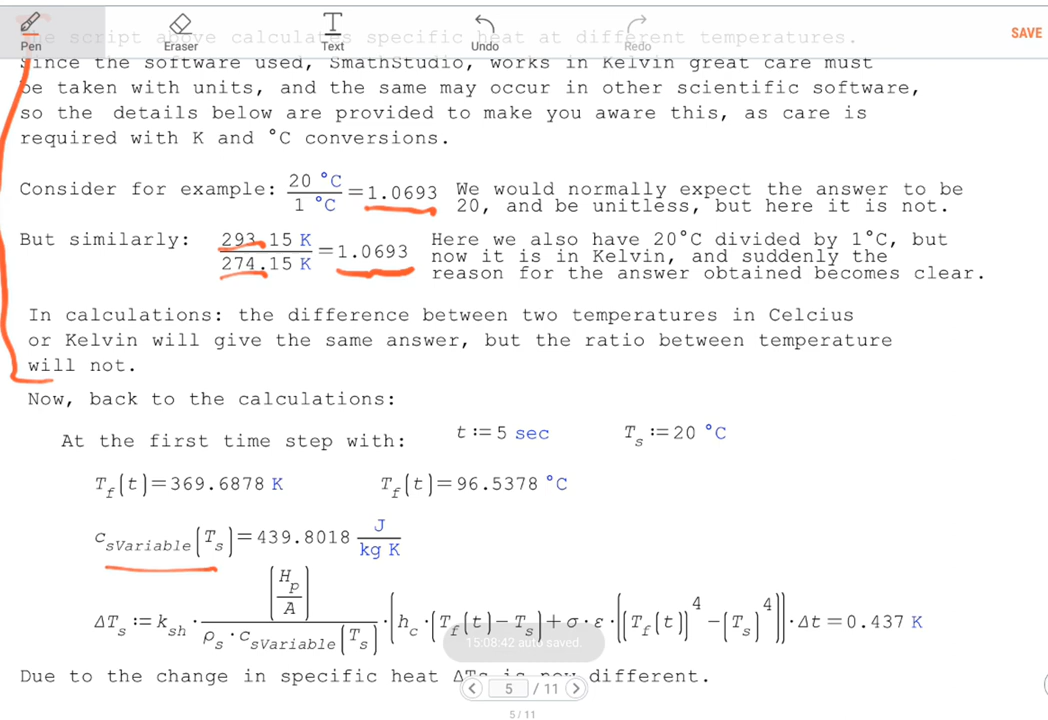 Pen
Eraser
Text
Undo
Redo
SAVE
The script above calculates specific heat at different temperatures.
Since the software used, SmathStudio, works in Kelvin great care must
be taken with units, and the same may occur in other scientific software,
so the details below are provided to make you aware this, as care is
required with K and °C conversions.
Consider for example: 20 °C / 1 °C = 1.0693 We would normally expect the answer to be
20, and be unitless, but here it is not.
But similarly: 293.15 K / 274.15 K = 1.0693 Here we also have 20°C divided by 1°C, but
now it is in Kelvin, and suddenly the
reason for the answer obtained becomes clear.
In calculations: the difference between two temperatures in Celcius
or Kelvin will give the same answer, but the ratio between temperature
will not.
Now, back to the calculations:
At the first time step with: t := 5 sec T_s := 20 °C
T_f(t) = 369.6878 K T_f(t) = 96.5378 °C
c_sVariable(T_s) = 439.8018 J / kg K
ΔT_s := k_sh · (H_p / A) / (ρ_s · c_sVariable(T_s)) · (h_c · (T_f(t) − T_s) + σ · ε · ((T_f(t))^4 − (T_s)^4)) · Δt = 0.437 K
15:08:42 auto saved.
Due to the change in specific heat ΔTs is now different.
5 / 11
5 / 11